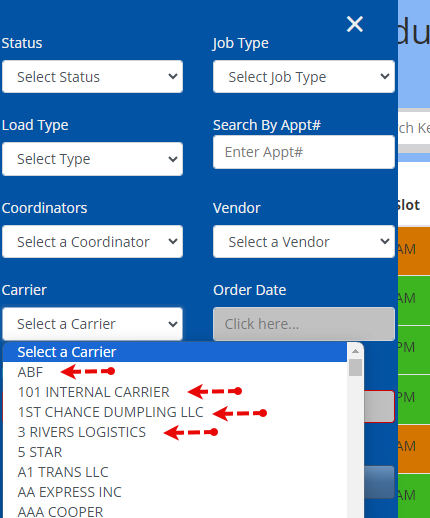 ×
du
Status
Job Type
Select Status
Select Job Type
Load Type
Search By Appt#
ch Ke
Select Type
Enter Appt#
Coordinators
Vendor
Slot
Select a Coordinator
Select a Vendor
AM
Carrier
Order Date
AM
Select a Carrier
Click here...
PM
Select a Carrier
ABF
101 INTERNAL CARRIER
PM
1ST CHANCE DUMPLING LLC
3 RIVERS LOGISTICS
AM
5 STAR
A1 TRANS LLC
AA EXPRESS INC
AM
AAA COOPER